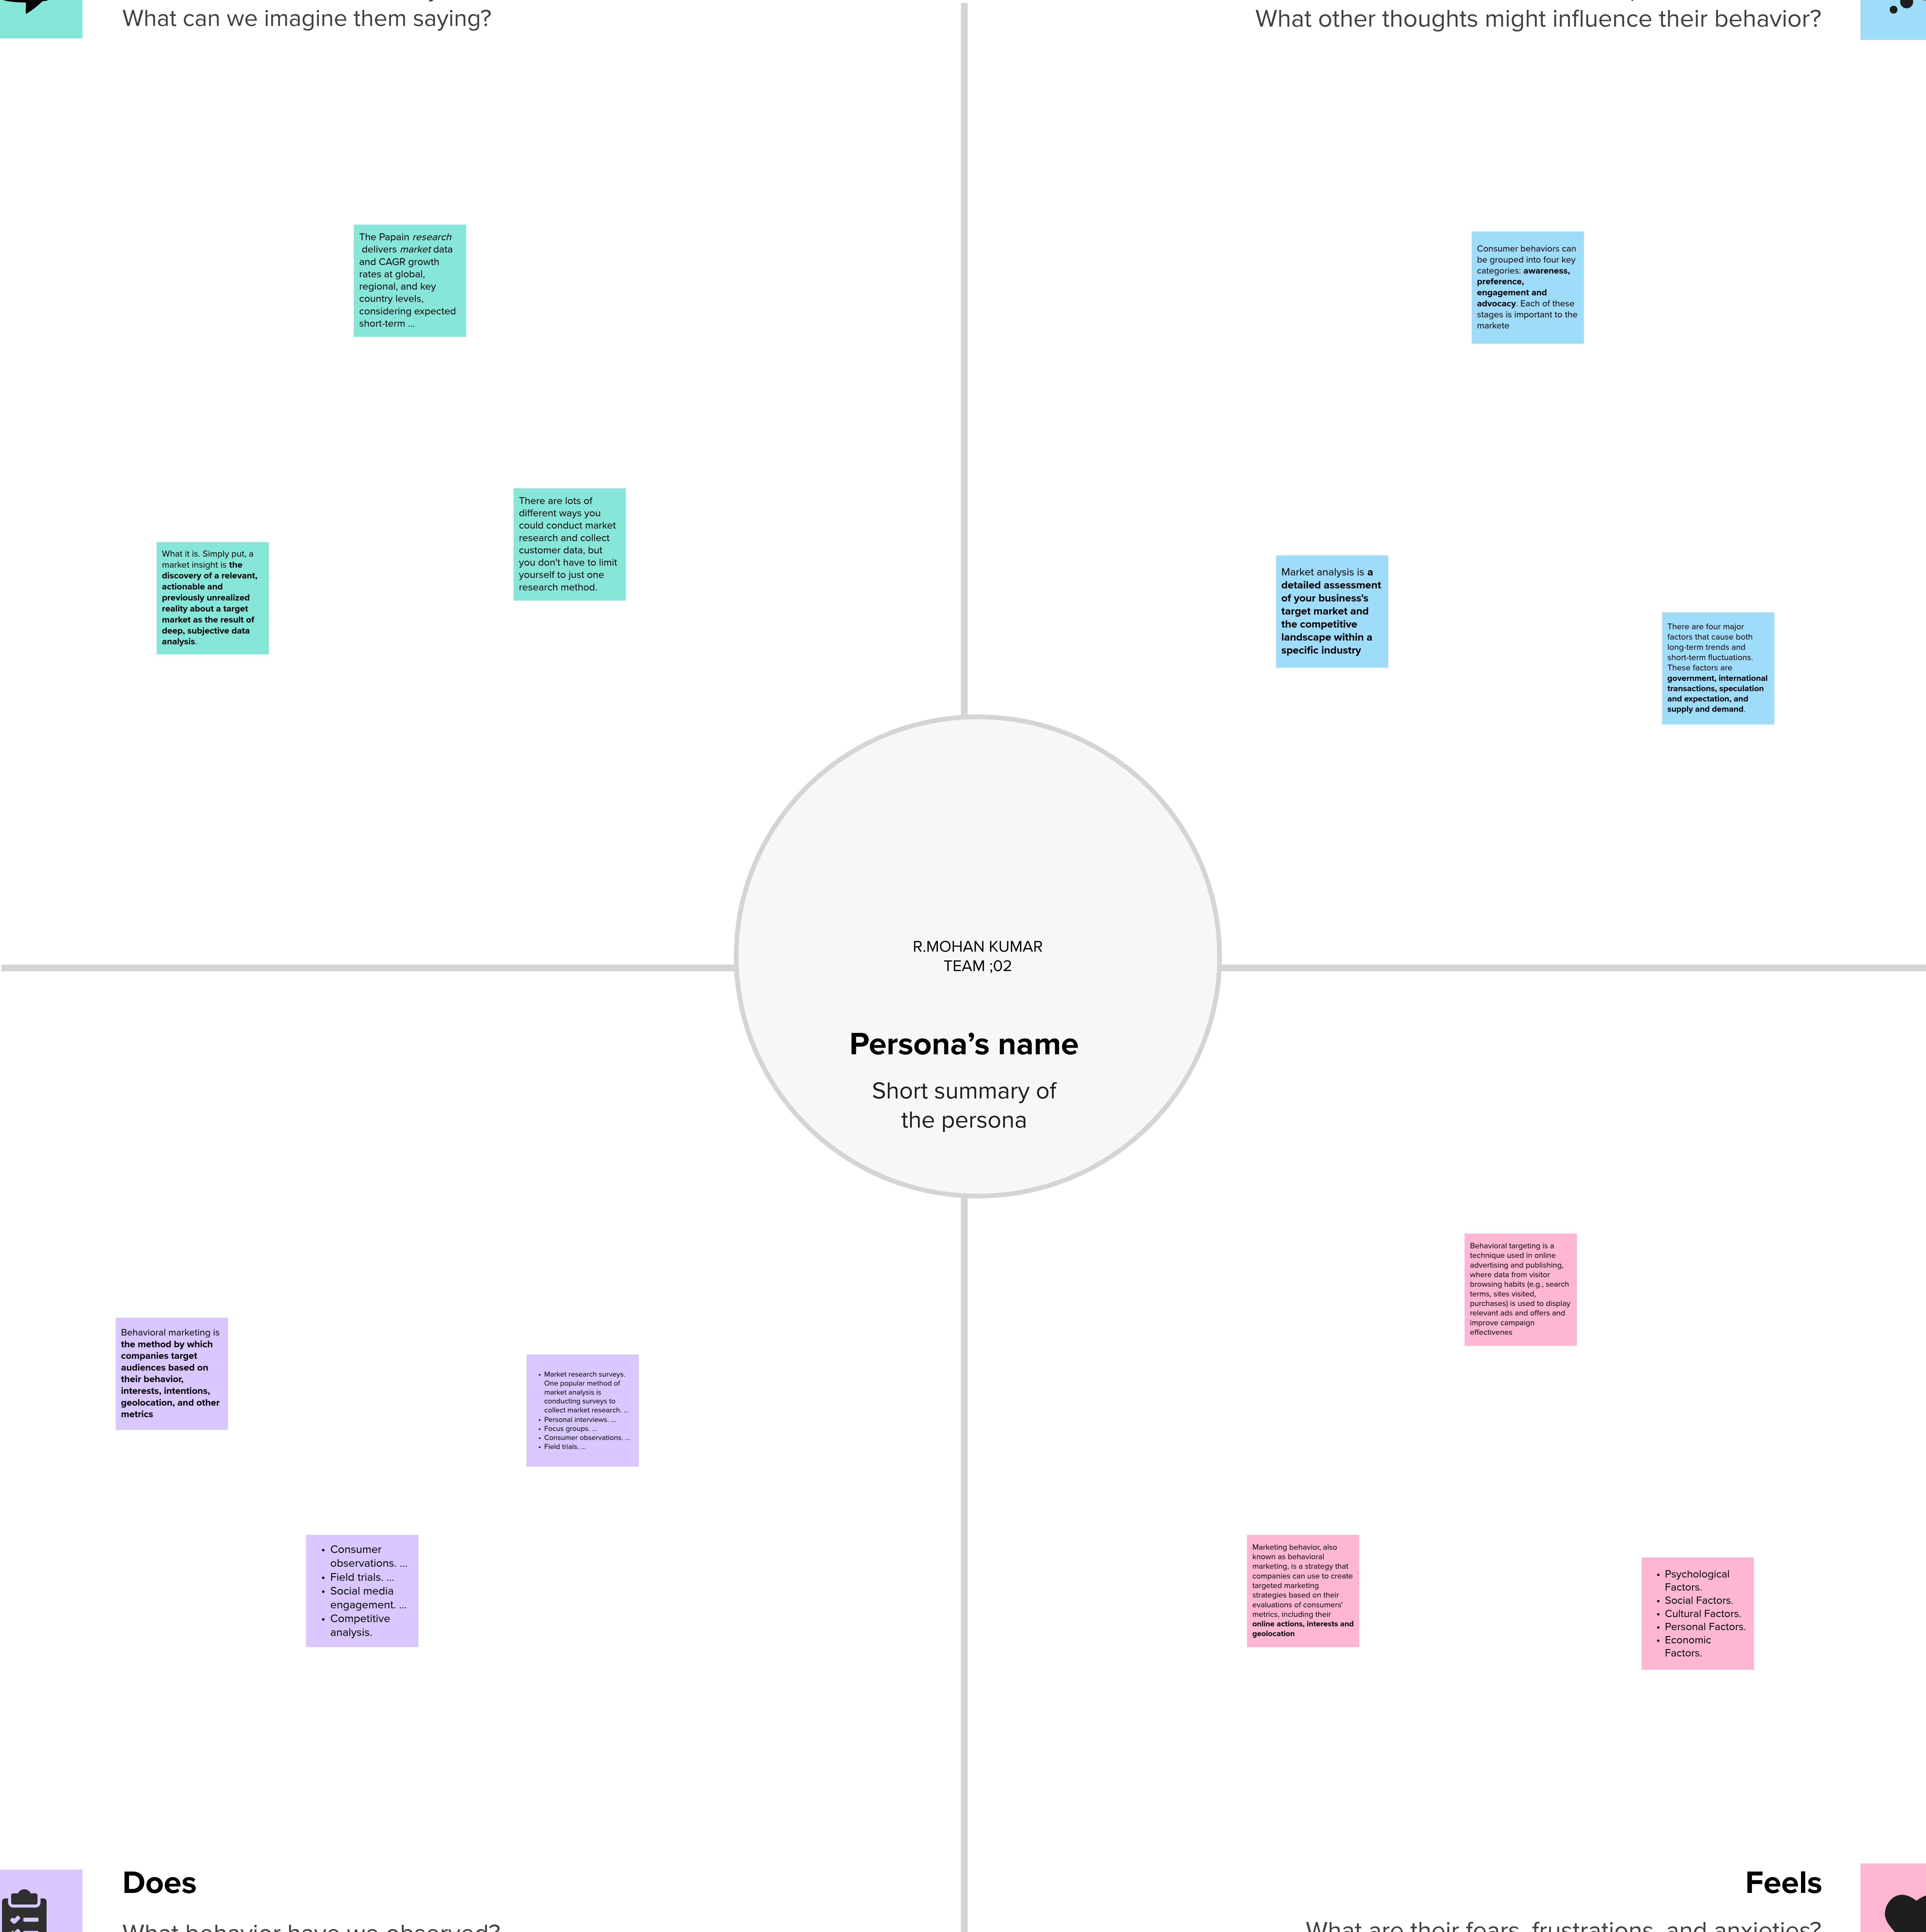 What can we imagine them saying?
What other thoughts might influence their behavior?
The Papain research
delivers market data
and CAGR growth
rates at global,
regional, and key
country levels,
considering expected
short-term ...
Consumer behaviors can
be grouped into four key
categories: awareness,
preference,
engagement and
advocacy. Each of these
stages is important to the
markete
There are lots of
different ways you
could conduct market
research and collect
customer data, but
you don't have to limit
yourself to just one
research method.
What it is. Simply put, a
market insight is the
discovery of a relevant,
actionable and
previously unrealized
reality about a target
market as the result of
deep, subjective data
analysis.
Market analysis is a
detailed assessment
of your business's
target market and
the competitive
landscape within a
specific industry
There are four major
factors that cause both
long-term trends and
short-term fluctuations.
These factors are
government, international
transactions, speculation
and expectation, and
supply and demand.
R.MOHAN KUMAR
TEAM ;02
Persona’s name
Short summary of
the persona
Behavioral marketing is
the method by which
companies target
audiences based on
their behavior,
interests, intentions,
geolocation, and other
metrics
• Market research surveys.
One popular method of
market analysis is
conducting surveys to
collect market research. ...
• Personal interviews. ...
• Focus groups. ...
• Consumer observations. ...
• Field trials. ...
• Consumer
observations. ...
• Field trials. ...
• Social media
engagement. ...
• Competitive
analysis.
Behavioral targeting is a
technique used in online
advertising and publishing,
where data from visitor
browsing habits (e.g., search
terms, sites visited,
purchases) is used to display
relevant ads and offers and
improve campaign
effectivenes
Marketing behavior, also
known as behavioral
marketing, is a strategy that
companies can use to create
targeted marketing
strategies based on their
evaluations of consumers'
metrics, including their
online actions, interests and
geolocation
• Psychological
Factors.
• Social Factors.
• Cultural Factors.
• Personal Factors.
• Economic
Factors.
Does
What behavior have we observed?
Feels
What are their fears, frustrations, and anxieties?